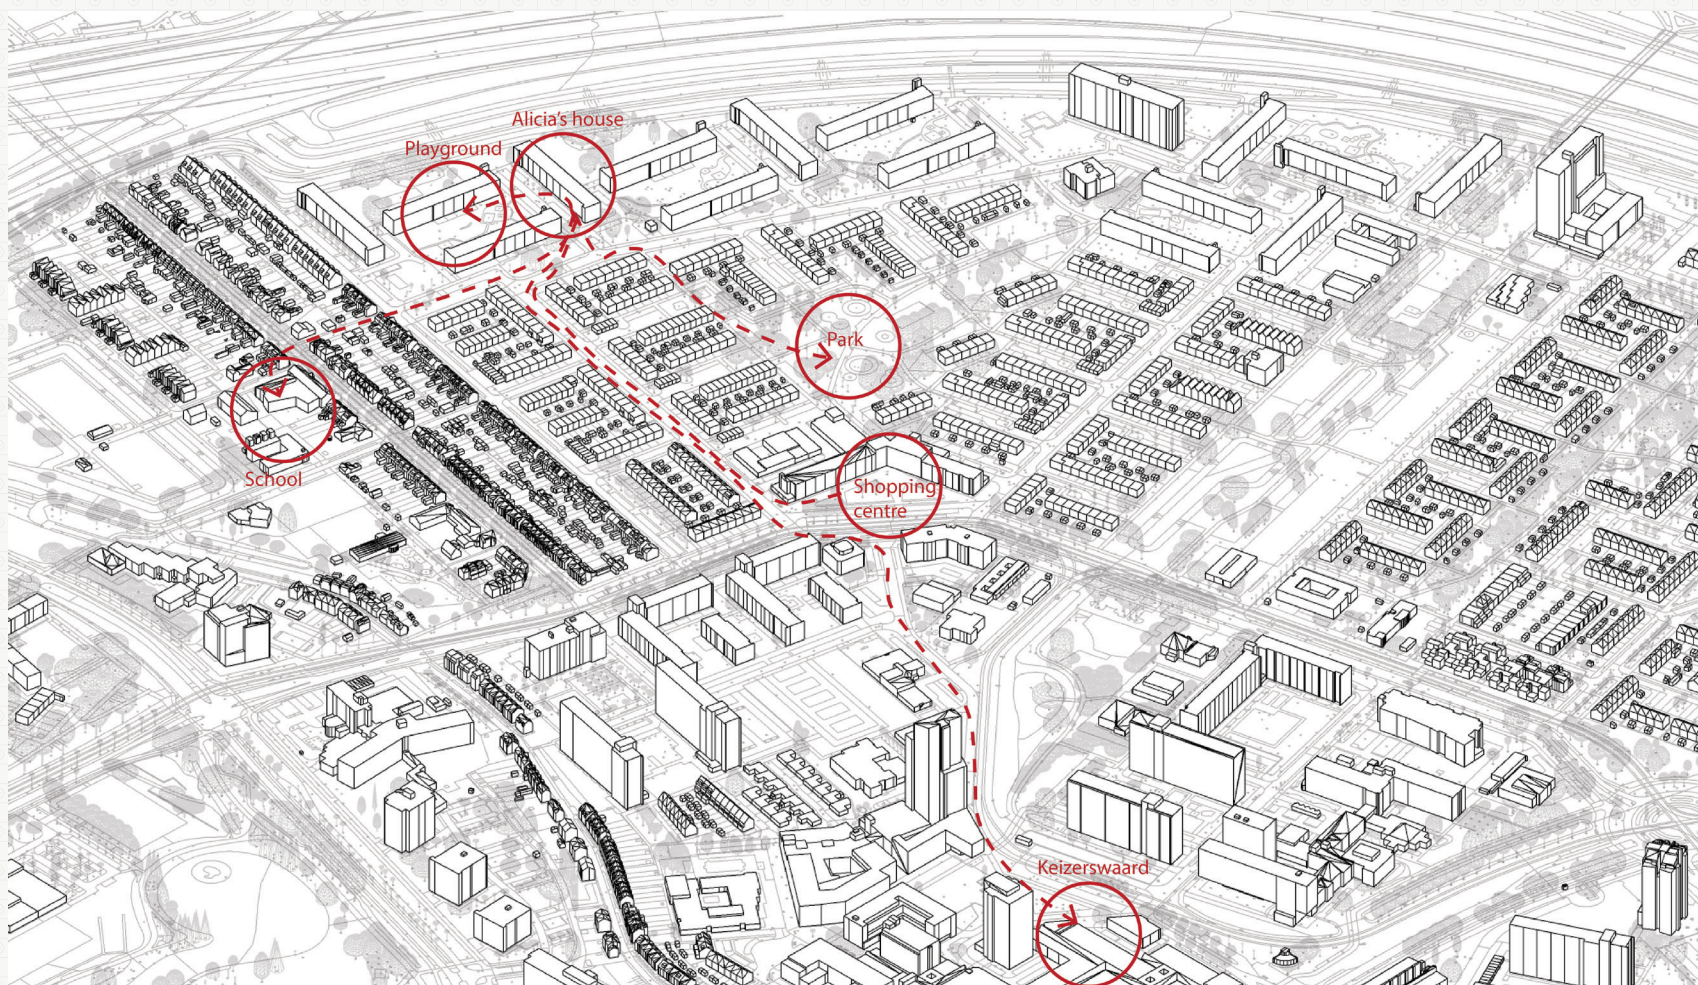 Alicia's house
Playground
Park
School
Shopping
centre
Keizerswaard